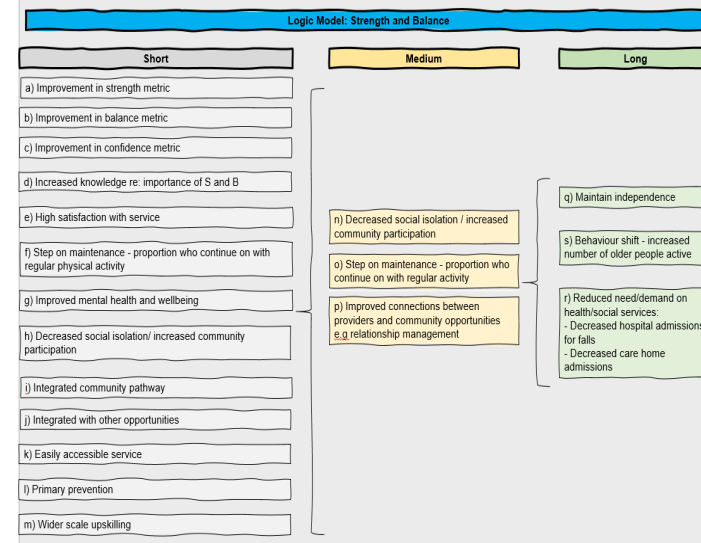 Logic Model: Strength and Balance
Short
a) Improvement in strength metric
b) Improvement in balance metric
c) Improvement in confidence metric
d) Increased knowledge re: importance of S and B
e) High satisfaction with service
f) Step on maintenance - proportion who continue on with
regular physical activity
g) Improved mental health and wellbeing
h) Decreased social isolation/ increased community
participation
i) Integrated community pathway
j) Integrated with other opportunities
k) Easily accessible service
l) Primary prevention
m) Wider scale upskilling
Medium
n) Decreased social isolation / increased
community participation
o) Step on maintenance - proportion who
continue on with regular activity
p) Improved connections between
providers and community opportunities
e.g relationship management
Long
q) Maintain independence
s) Behaviour shift - increased
number of older people active
r) Reduced need/demand on
health/social services:
- Decreased hospital admissions
for falls
- Decreased care home
admissions